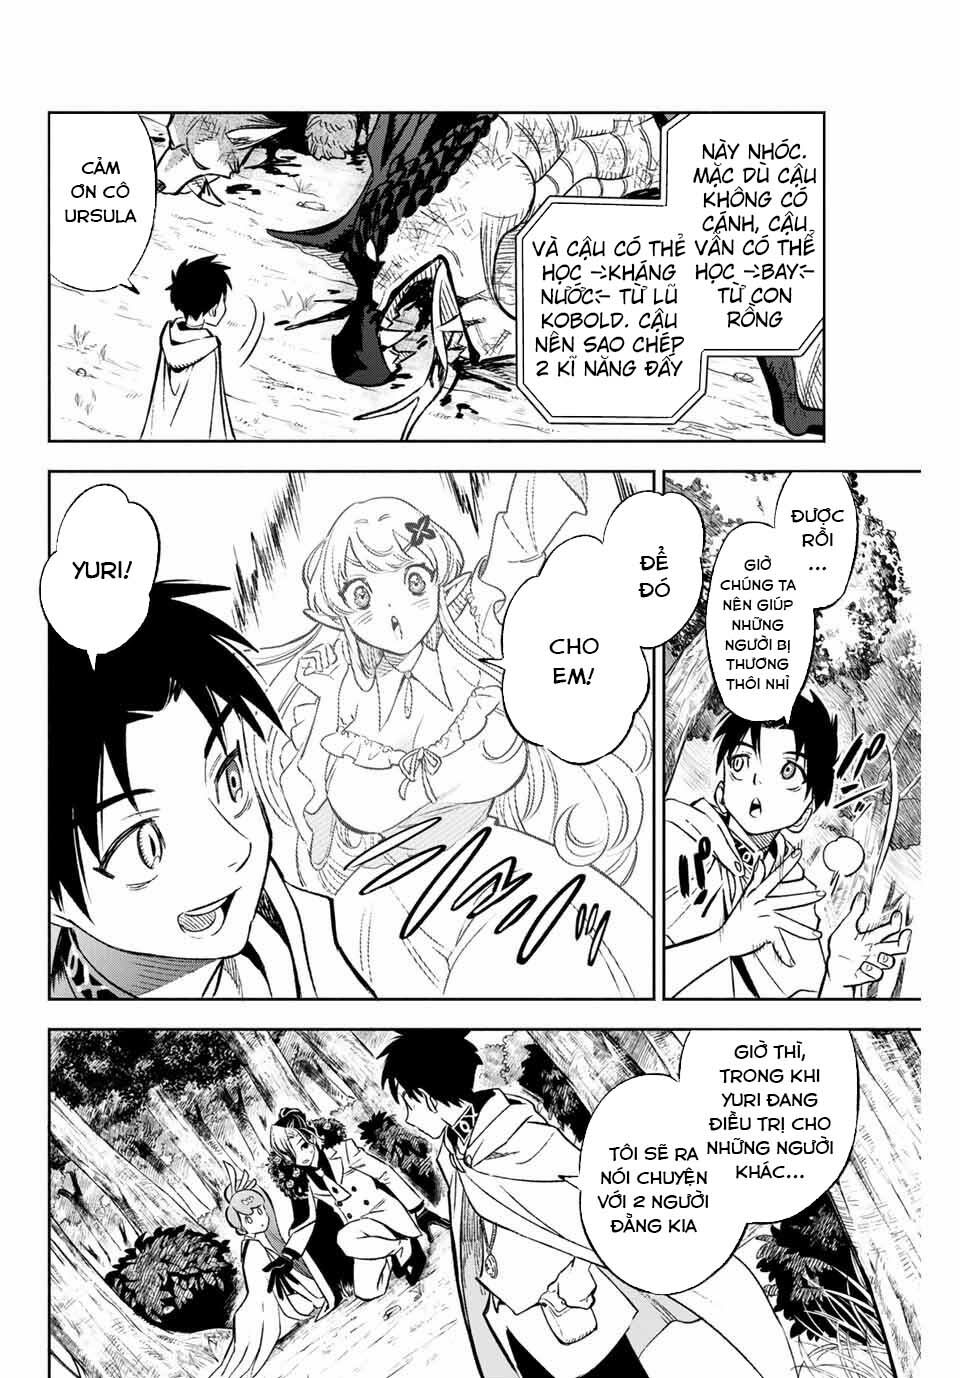 NÀY NHÓC.
MẶC DÙ CẬU
KHÔNG CÓ
CÁNH, CẬU
VẪN CÓ THỂ
HỌC →BAY←
TỪ CON
RỒNG
VÀ CẬU CÓ THỂ
HỌC →KHÁNG
NƯỚC← TỪ LŨ
KOBOLD. CẬU
NÊN SAO CHÉP
2 KĨ NĂNG ĐẤY
CẢM
ƠN CÔ
URSULA
ĐƯỢC
RỒI
...
GIỜ
CHÚNG TA
NÊN GIÚP
NHỮNG
NGƯỜI BỊ
THƯƠNG
THÔI NHỈ
YURI!
ĐỂ
ĐÓ
CHO
EM!
GIỜ THÌ,
TRONG KHI
YURI ĐANG
ĐIỀU TRỊ CHO
NHỮNG NGƯỜI
KHÁC...
TÔI SẼ RA
NÓI CHUYỆN
VỚI 2 NGƯỜI
ĐẰNG KIA